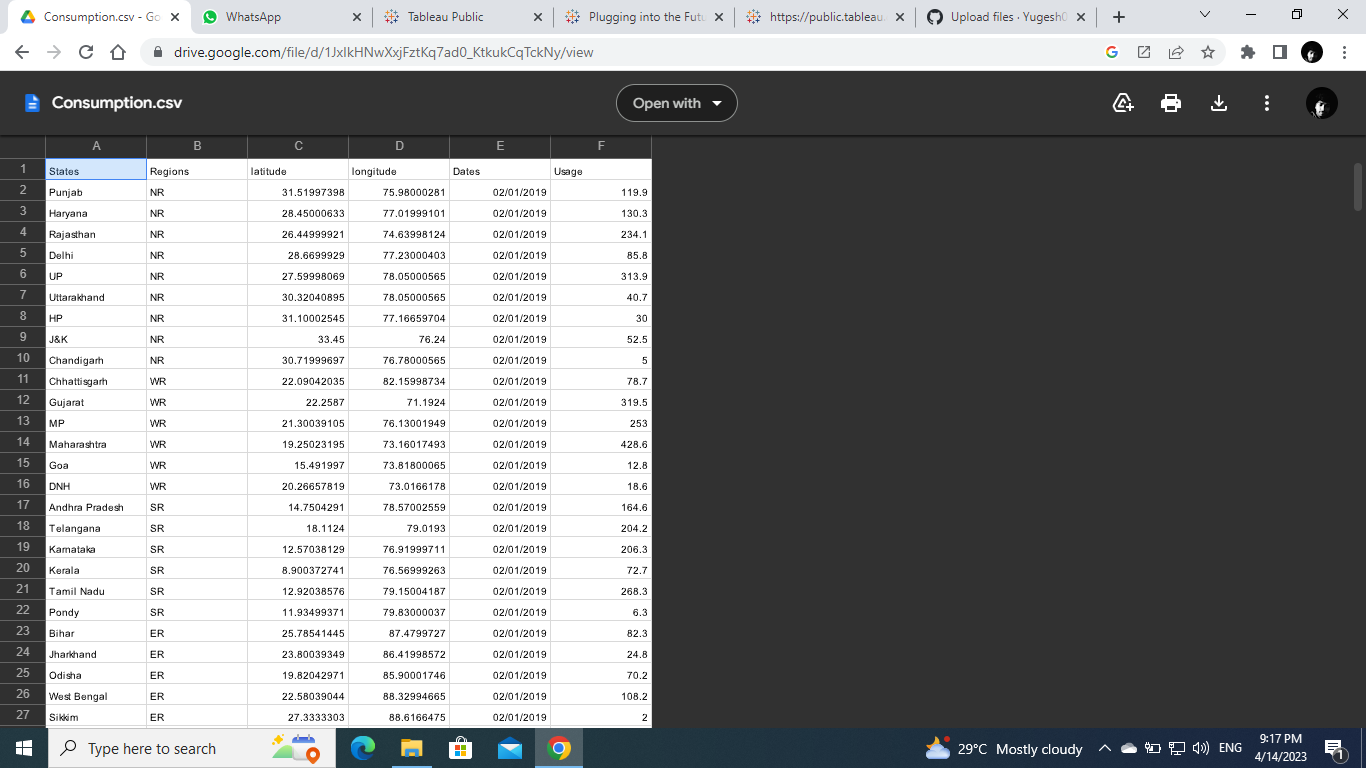 Consumption.csv - Go
WhatsApp
Tableau Public
Plugging into the Futu
https://public.tableau.
Upload files · Yugesh0
drive.google.com/file/d/1JxIkHNwXxjFztKq7ad0_KtkukCqTckNy/view
Consumption.csv
Open with
A B C D E F
1 States Regions latitude longitude Dates Usage
2 Punjab NR 31.51997398 75.98000281 02/01/2019 119.9
3 Haryana NR 28.45000633 77.01999101 02/01/2019 130.3
4 Rajasthan NR 26.44999921 74.63998124 02/01/2019 234.1
5 Delhi NR 28.6699929 77.23000403 02/01/2019 85.8
6 UP NR 27.59998069 78.05000565 02/01/2019 313.9
7 Uttarakhand NR 30.32040895 78.05000565 02/01/2019 40.7
8 HP NR 31.10002545 77.16659704 02/01/2019 30
9 J&K NR 33.45 76.24 02/01/2019 52.5
10 Chandigarh NR 30.71999697 76.78000565 02/01/2019 5
11 Chhattisgarh WR 22.09042035 82.15998734 02/01/2019 78.7
12 Gujarat WR 22.2587 71.1924 02/01/2019 319.5
13 MP WR 21.30039105 76.13001949 02/01/2019 253
14 Maharashtra WR 19.25023195 73.16017493 02/01/2019 428.6
15 Goa WR 15.491997 73.81800065 02/01/2019 12.8
16 DNH WR 20.26657819 73.0166178 02/01/2019 18.6
17 Andhra Pradesh SR 14.7504291 78.57002559 02/01/2019 164.6
18 Telangana SR 18.1124 79.0193 02/01/2019 204.2
19 Karnataka SR 12.57038129 76.91999711 02/01/2019 206.3
20 Kerala SR 8.900372741 76.56999263 02/01/2019 72.7
21 Tamil Nadu SR 12.92038576 79.15004187 02/01/2019 268.3
22 Pondy SR 11.93499371 79.83000037 02/01/2019 6.3
23 Bihar ER 25.78541445 87.4799727 02/01/2019 82.3
24 Jharkhand ER 23.80039349 86.41998572 02/01/2019 24.8
25 Odisha ER 19.82042971 85.90001746 02/01/2019 70.2
26 West Bengal ER 22.58039044 88.32994665 02/01/2019 108.2
27 Sikkim ER 27.3333303 88.6166475 02/01/2019 2
Type here to search
29°C Mostly cloudy
ENG
9:17 PM
4/14/2023
1